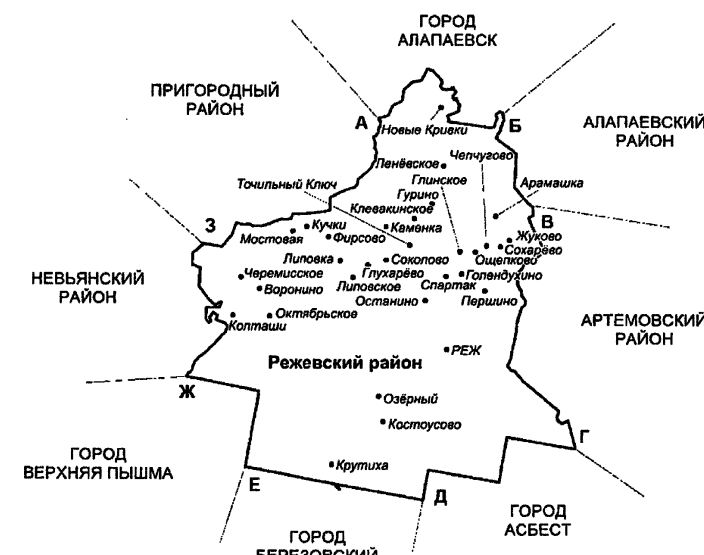 ГОРОД
АЛАПАЕВСК
ПРИГОРОДНЫЙ
РАЙОН
А
Б
Новые Кривки
АЛАПАЕВСКИЙ
РАЙОН
Чепчугово
Ленёвское
Глинское
Точильный Ключ
Арамашка
Гурино
Клевакинское
З
Кучки
Каменка
В
Мостовая
Фирсово
Жуково
Сохарёво
Липовка
Соколово
Ощепково
НЕВЬЯНСКИЙ
РАЙОН
Черемисское
Глухарёво
Голендухино
Воронино
Липовское
Спартак
Останино
Першино
Колташи
Октябрьское
АРТЕМОВСКИЙ
РАЙОН
РЕЖ
Режевский район
Ж
Озёрный
Костоусово
Г
ГОРОД
ВЕРХНЯЯ ПЫШМА
Крутиха
Е
Д
ГОРОД
АСБЕСТ
ГОРОД
БЕРЕЗОВСКИЙ